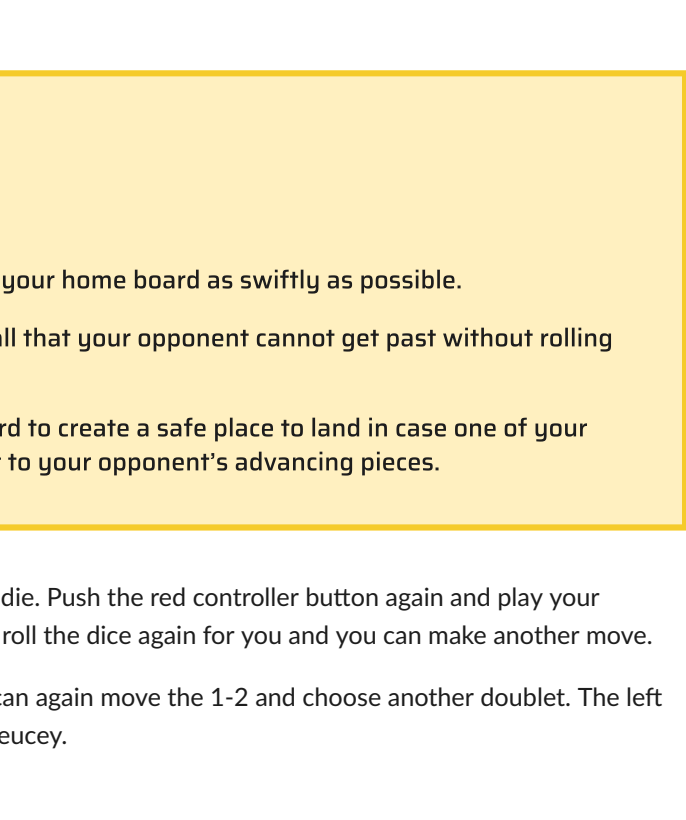 your home board as swiftly as possible.
all that your opponent cannot get past without rolling
to create a safe place to land in case one of your
to your opponent's advancing pieces.
die. Push the red controller button again and play your
roll the dice again for you and you can make another move.
can again move the 1-2 and choose another doublet. The left
eucey.